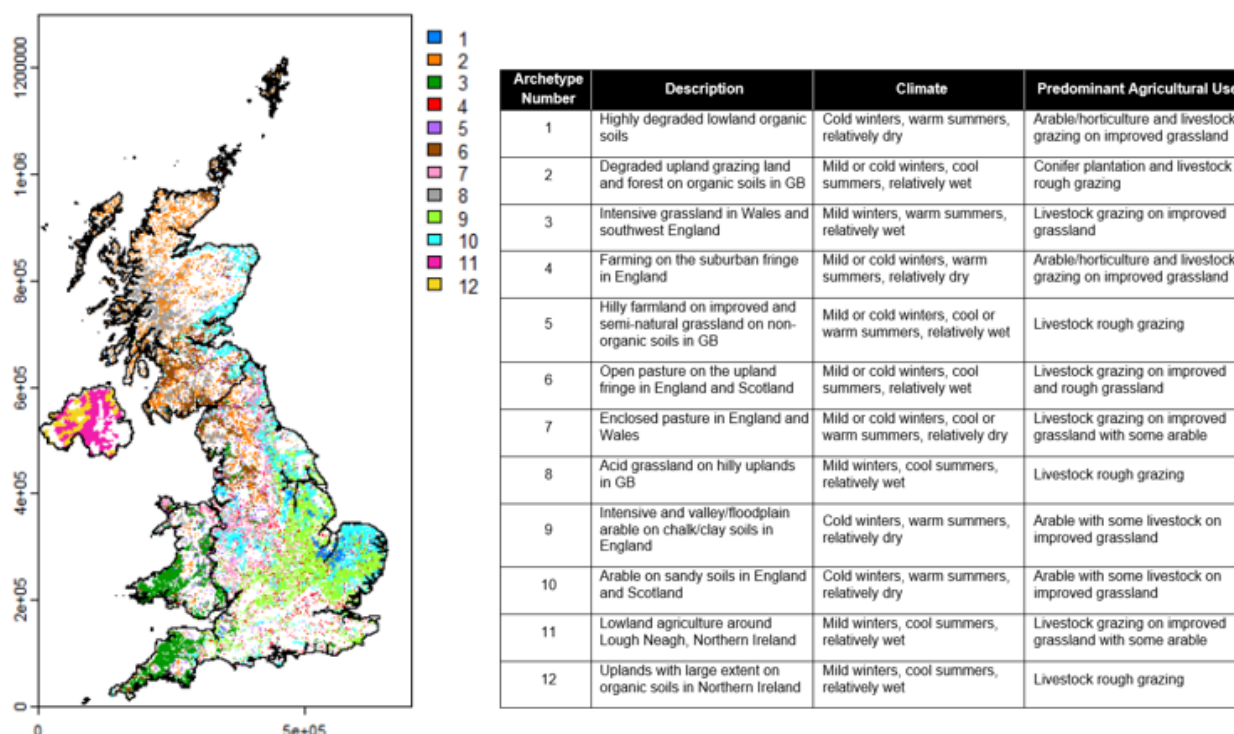 1200000
1e+06
8e+05
6e+05
4e+05
2e+05
0
0
5e+05
1
2
3
4
5
6
7
8
9
10
11
12
Archetype Number
Description
Climate
Predominant Agricultural Use
1
Highly degraded lowland organic
soils
Cold winters, warm summers,
relatively dry
Arable/horticulture and livestock
grazing on improved grassland
2
Degraded upland grazing land
and forest on organic soils in GB
Mild or cold winters, cool
summers, relatively wet
Conifer plantation and livestock
rough grazing
3
Intensive grassland in Wales and
southwest England
Mild winters, warm summers,
relatively wet
Livestock grazing on improved
grassland
4
Farming on the suburban fringe
in England
Mild or cold winters, warm
summers, relatively dry
Arable/horticulture and livestock
grazing on improved grassland
5
Hilly farmland on improved and
semi-natural grassland on non-
organic soils in GB
Mild or cold winters, cool or
warm summers, relatively wet
Livestock rough grazing
6
Open pasture on the upland
fringe in England and Scotland
Mild or cold winters, cool
summers, relatively wet
Livestock grazing on improved
and rough grassland
7
Enclosed pasture in England and
Wales
Mild or cold winters, cool or
warm summers, relatively dry
Livestock grazing on improved
grassland with some arable
8
Acid grassland on hilly uplands
in GB
Mild winters, cool summers,
relatively wet
Livestock rough grazing
9
Intensive and valley/floodplain
arable on chalk/clay soils in
England
Cold winters, warm summers,
relatively dry
Arable with some livestock on
improved grassland
10
Arable on sandy soils in England
and Scotland
Cold winters, warm summers,
relatively dry
Arable with some livestock on
improved grassland
11
Lowland agriculture around
Lough Neagh, Northern Ireland
Mild winters, cool summers,
relatively wet
Livestock grazing on improved
grassland with some arable
12
Uplands with large extent on
organic soils in Northern Ireland
Mild winters, cool summers,
relatively wet
Livestock rough grazing